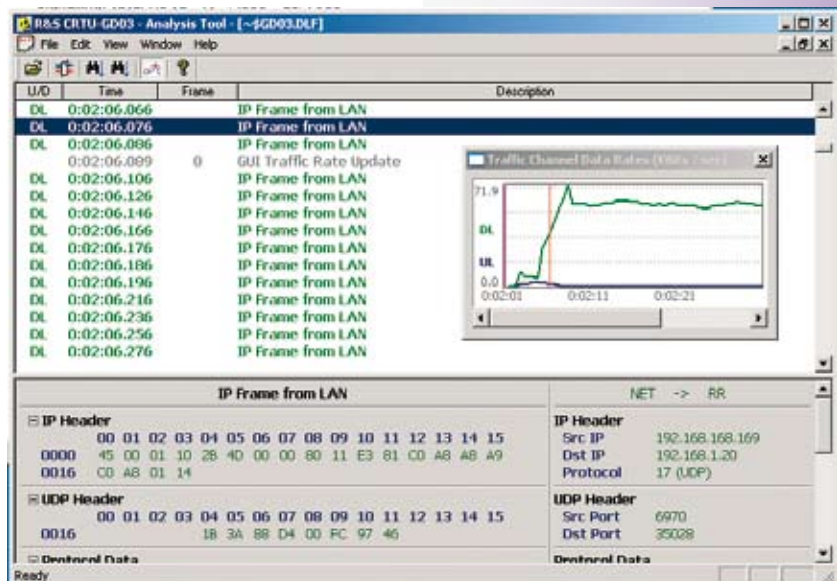 R&S CRTU-GD03 - Analysis Tool - [~$GD03.DLF]
File Edit View Window Help
U/D Time Frame Description
DL 0:02:06.066 IP Frame from LAN
DL 0:02:06.076 IP Frame from LAN
DL 0:02:06.086 IP Frame from LAN
0:02:06.089 0 GUI Traffic Rate Update
DL 0:02:06.106 IP Frame from LAN
DL 0:02:06.126 IP Frame from LAN
DL 0:02:06.146 IP Frame from LAN
DL 0:02:06.166 IP Frame from LAN
DL 0:02:06.176 IP Frame from LAN
DL 0:02:06.186 IP Frame from LAN
DL 0:02:06.196 IP Frame from LAN
DL 0:02:06.216 IP Frame from LAN
DL 0:02:06.236 IP Frame from LAN
DL 0:02:06.256 IP Frame from LAN
DL 0:02:06.276 IP Frame from LAN
Traffic Channel Data Rates
71.9
DL
UL
0.0
0:02:01 0:02:11 0:02:21
IP Frame from LAN NET -> RR
IP Header IP Header
00 01 02 03 04 05 06 07 08 09 10 11 12 13 14 15 Src IP 192.168.168.169
0000 45 00 01 10 2B 4D 00 00 80 11 E3 81 C0 A8 A8 A9 Dst IP 192.168.1.20
0016 C0 A8 01 14 Protocol 17 (UDP)
UDP Header UDP Header
00 01 02 03 04 05 06 07 08 09 10 11 12 13 14 15 Src Port 6970
0016 1B 3A 88 D4 00 FC 97 46 Dst Port 35028
Protocol Data Protocol Data
Ready